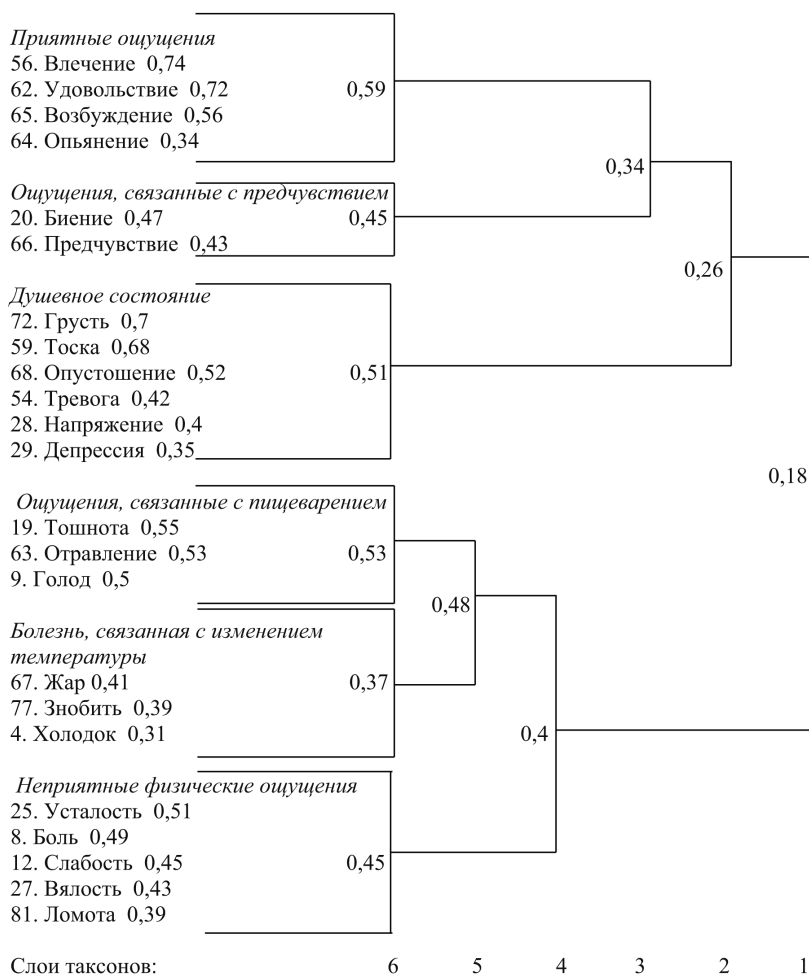 Приятные ощущения
56. Влечение 0,74
62. Удовольствие 0,72 0,59
65. Возбуждение 0,56
64. Опьянение 0,34
0,34
Ощущения, связанные с предчувствием
20. Биение 0,47 0,45
66. Предчувствие 0,43
0,26
Душевное состояние
72. Грусть 0,7
59. Тоска 0,68
68. Опустошение 0,52 0,51
54. Тревога 0,42
28. Напряжение 0,4
29. Депрессия 0,35
0,18
Ощущения, связанные с пищеварением
19. Тошнота 0,55
63. Отравление 0,53 0,53
9. Голод 0,5
0,48
Болезнь, связанная с изменением
температуры
67. Жар 0,41 0,37
77. Знобить 0,39
4. Холодок 0,31 0,4
Неприятные физические ощущения
25. Усталость 0,51
8. Боль 0,49
12. Слабость 0,45 0,45
27. Вялость 0,43
81. Ломота 0,39
Слои таксонов: 6 5 4 3 2 1